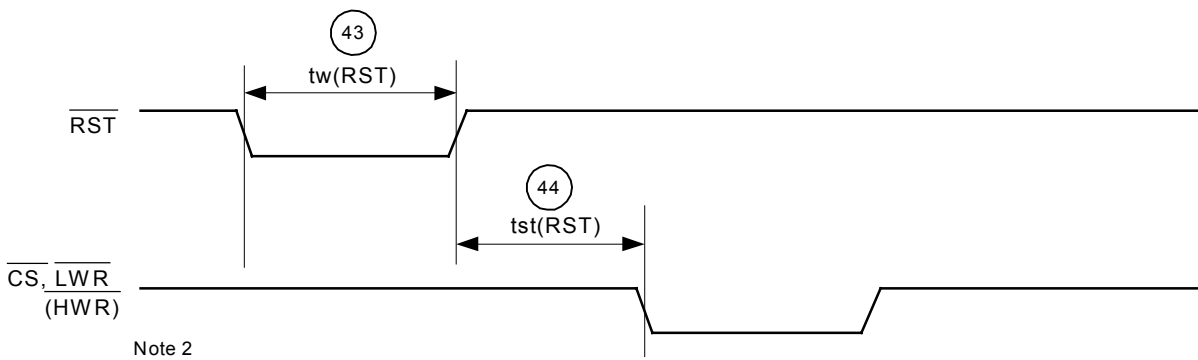 43
tw(RST)
RST
44
tst(RST)
CS, LWR
(HWR)
Note 2